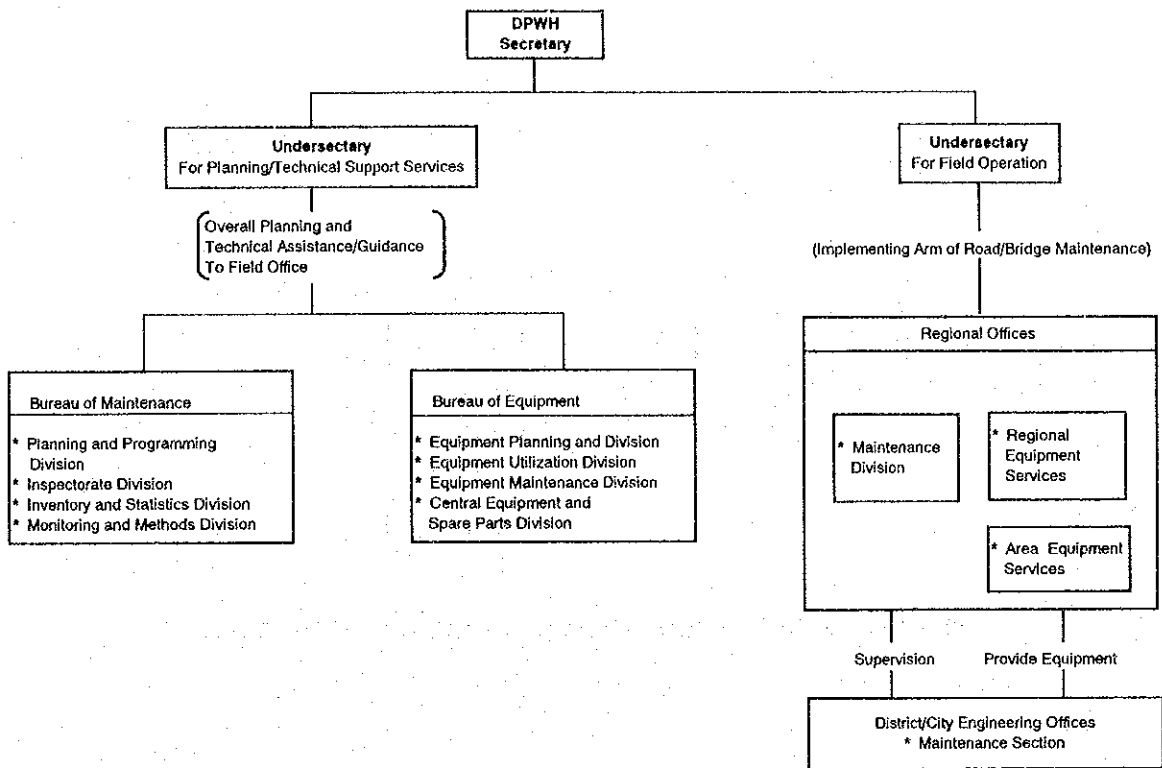 DPWH
Secretary
Undersectary
For Planning/Technical Support Services
Undersectary
For Field Operation
Overall Planning and
Technical Assistance/Guidance
To Field Office
(Implementing Arm of Road/Bridge Maintenance)
Bureau of Maintenance
* Planning and Programming
Division
* Inspectorate Division
* Inventory and Statistics Division
* Monitoring and Methods Division
Bureau of Equipment
* Equipment Planning and Division
* Equipment Utilization Division
* Equipment Maintenance Division
* Central Equipment and
Spare Parts Division
Regional Offices
* Maintenance
Division
* Regional
Equipment
Services
* Area Equipment
Services
Supervision
Provide Equipment
District/City Engineering Offices
* Maintenance Section